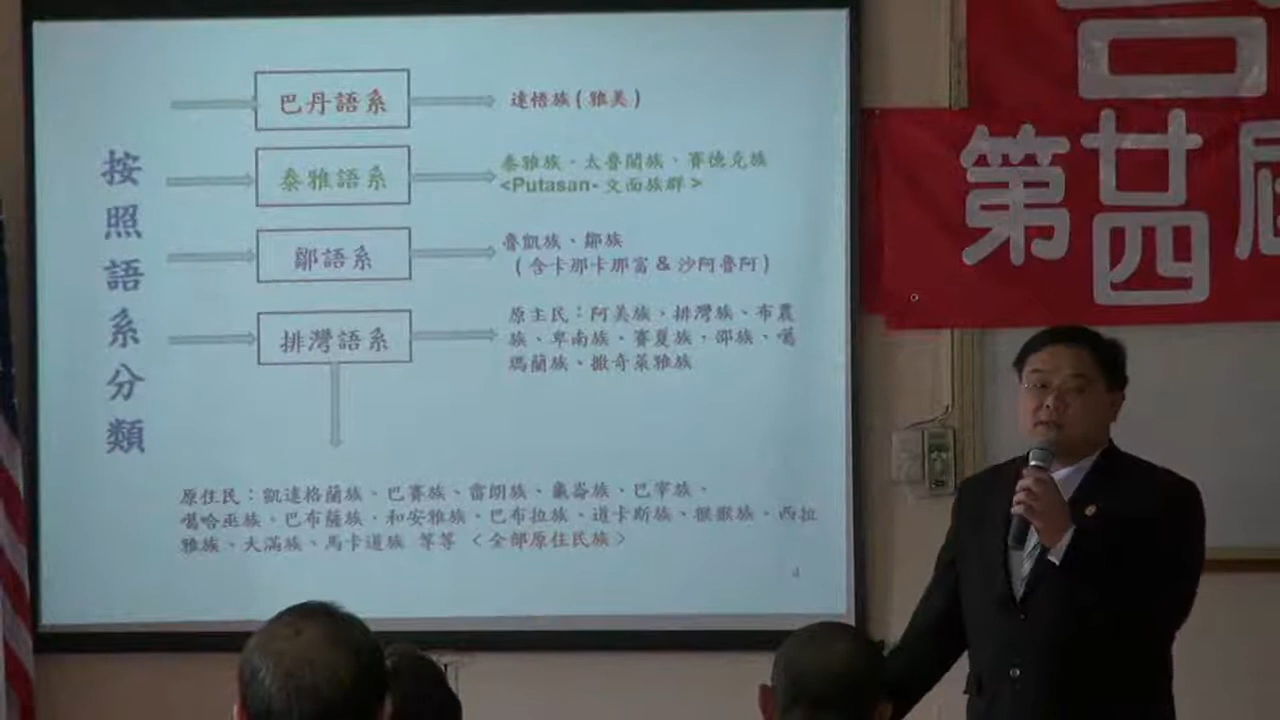 按照語系分類
巴丹語系
達悟族 ( 雅美 )
泰雅語系
泰雅族、太魯閣族、賽德克族
<Putasan- 文面族群 >
鄒語系
魯凱族、鄒族
( 含卡那卡那富 & 沙阿魯阿 )
排灣語系
原主民：阿美族、排灣族、布農
族、卑南族、賽夏族、邵族、噶
瑪蘭族、撒奇萊雅族
原住民：凱達格蘭族、巴賽族、雷朗族、龜崙族、巴宰族、
噶哈巫族、巴布薩族、和安雅族、巴布拉族、道卡斯族、猴猴族、西拉
雅族、大滿族、馬卡道族 等等 < 全部原住民族 >
4
第廿四屆